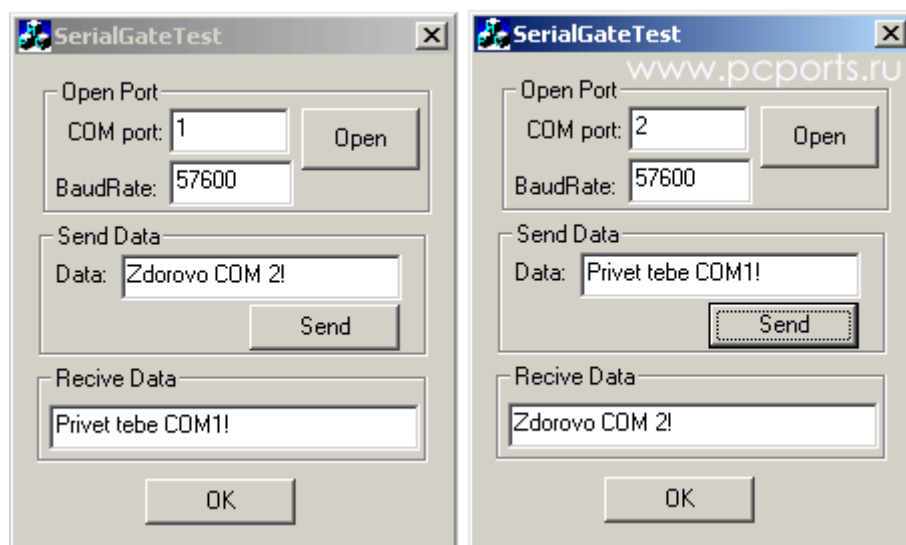 SerialGateTest
Open Port
COM port: 1
Open
BaudRate: 57600
Send Data
Data: Zdorovo COM 2!
Send
Recive Data
Privet tebe COM1!
OK
SerialGateTest
www.pcports.ru
Open Port
COM port: 2
Open
BaudRate: 57600
Send Data
Data: Privet tebe COM1!
Send
Recive Data
Zdorovo COM 2!
OK